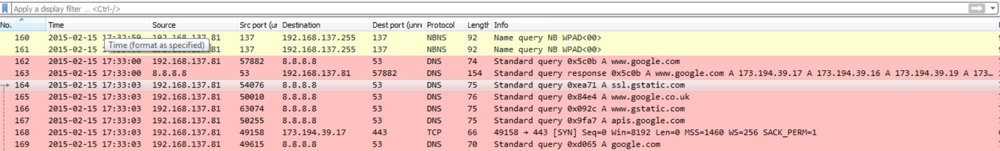 Apply a display filter ... <Ctrl-/>
No. Time Source Src port (ur Destination Dest port (unre Protocol Length Info
160 2015-02-15 17:32:59 192.168.137.81 137 192.168.137.255 137 NBNS 92 Name query NB WPAD<00>
Time (format as specified)
161 2015-02-15 137 192.168.137.255 137 NBNS 92 Name query NB WPAD<00>
162 2015-02-15 17:33:00 192.168.137.81 57882 8.8.8.8 53 DNS 74 Standard query 0x5c0b A www.google.com
163 2015-02-15 17:33:00 8.8.8.8 53 192.168.137.81 57882 DNS 154 Standard query response 0x5c0b A www.google.com A 173.194.39.17 A 173.194.39.16 A 173.194.39.19 A 173…
164 2015-02-15 17:33:03 192.168.137.81 54076 8.8.8.8 53 DNS 75 Standard query 0xea71 A ssl.gstatic.com
165 2015-02-15 17:33:03 192.168.137.81 50010 8.8.8.8 53 DNS 76 Standard query 0x84e4 A www.google.co.uk
166 2015-02-15 17:33:03 192.168.137.81 63074 8.8.8.8 53 DNS 75 Standard query 0x092c A www.gstatic.com
167 2015-02-15 17:33:03 192.168.137.81 50255 8.8.8.8 53 DNS 75 Standard query 0x9fa7 A apis.google.com
168 2015-02-15 17:33:03 192.168.137.81 49158 173.194.39.17 443 TCP 66 49158 → 443 [SYN] Seq=0 Win=8192 Len=0 MSS=1460 WS=256 SACK_PERM=1
169 2015-02-15 17:33:03 192.168.137.81 49615 8.8.8.8 53 DNS 70 Standard query 0xd065 A google.com